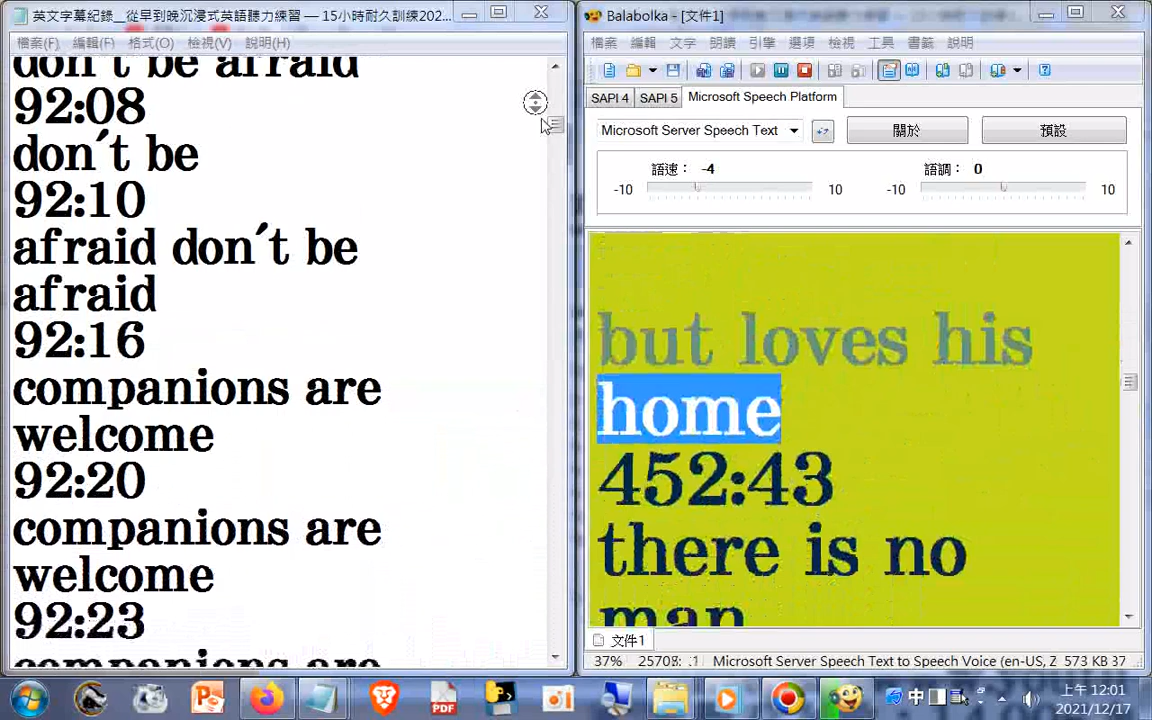 英文字幕紀錄__從早到晚沉浸式英語聽力練習 — 15小時耐久訓練202...
檔案(F) 編輯(E) 格式(O) 檢視(V) 說明(H)
don't be afraid
92:08
don't be
92:10
afraid don't be
afraid
92:16
companions are
welcome
92:20
companions are
welcome
92:23
companions are
Balabolka - [文件1]
檔案 編輯 文字 朗讀 引擎 選項 檢視 工具 書籤 說明
SAPI 4 SAPI 5 Microsoft Speech Platform
Microsoft Server Speech Text 關於 預設
語速： -4 語調： 0
-10 10 -10 10
but loves his
home
452:43
there is no
man
文件1
37% Microsoft Server Speech Text to Speech Voice (en-US, Z 573 KB 37
PDF 中 上午 12:01
2021/12/17